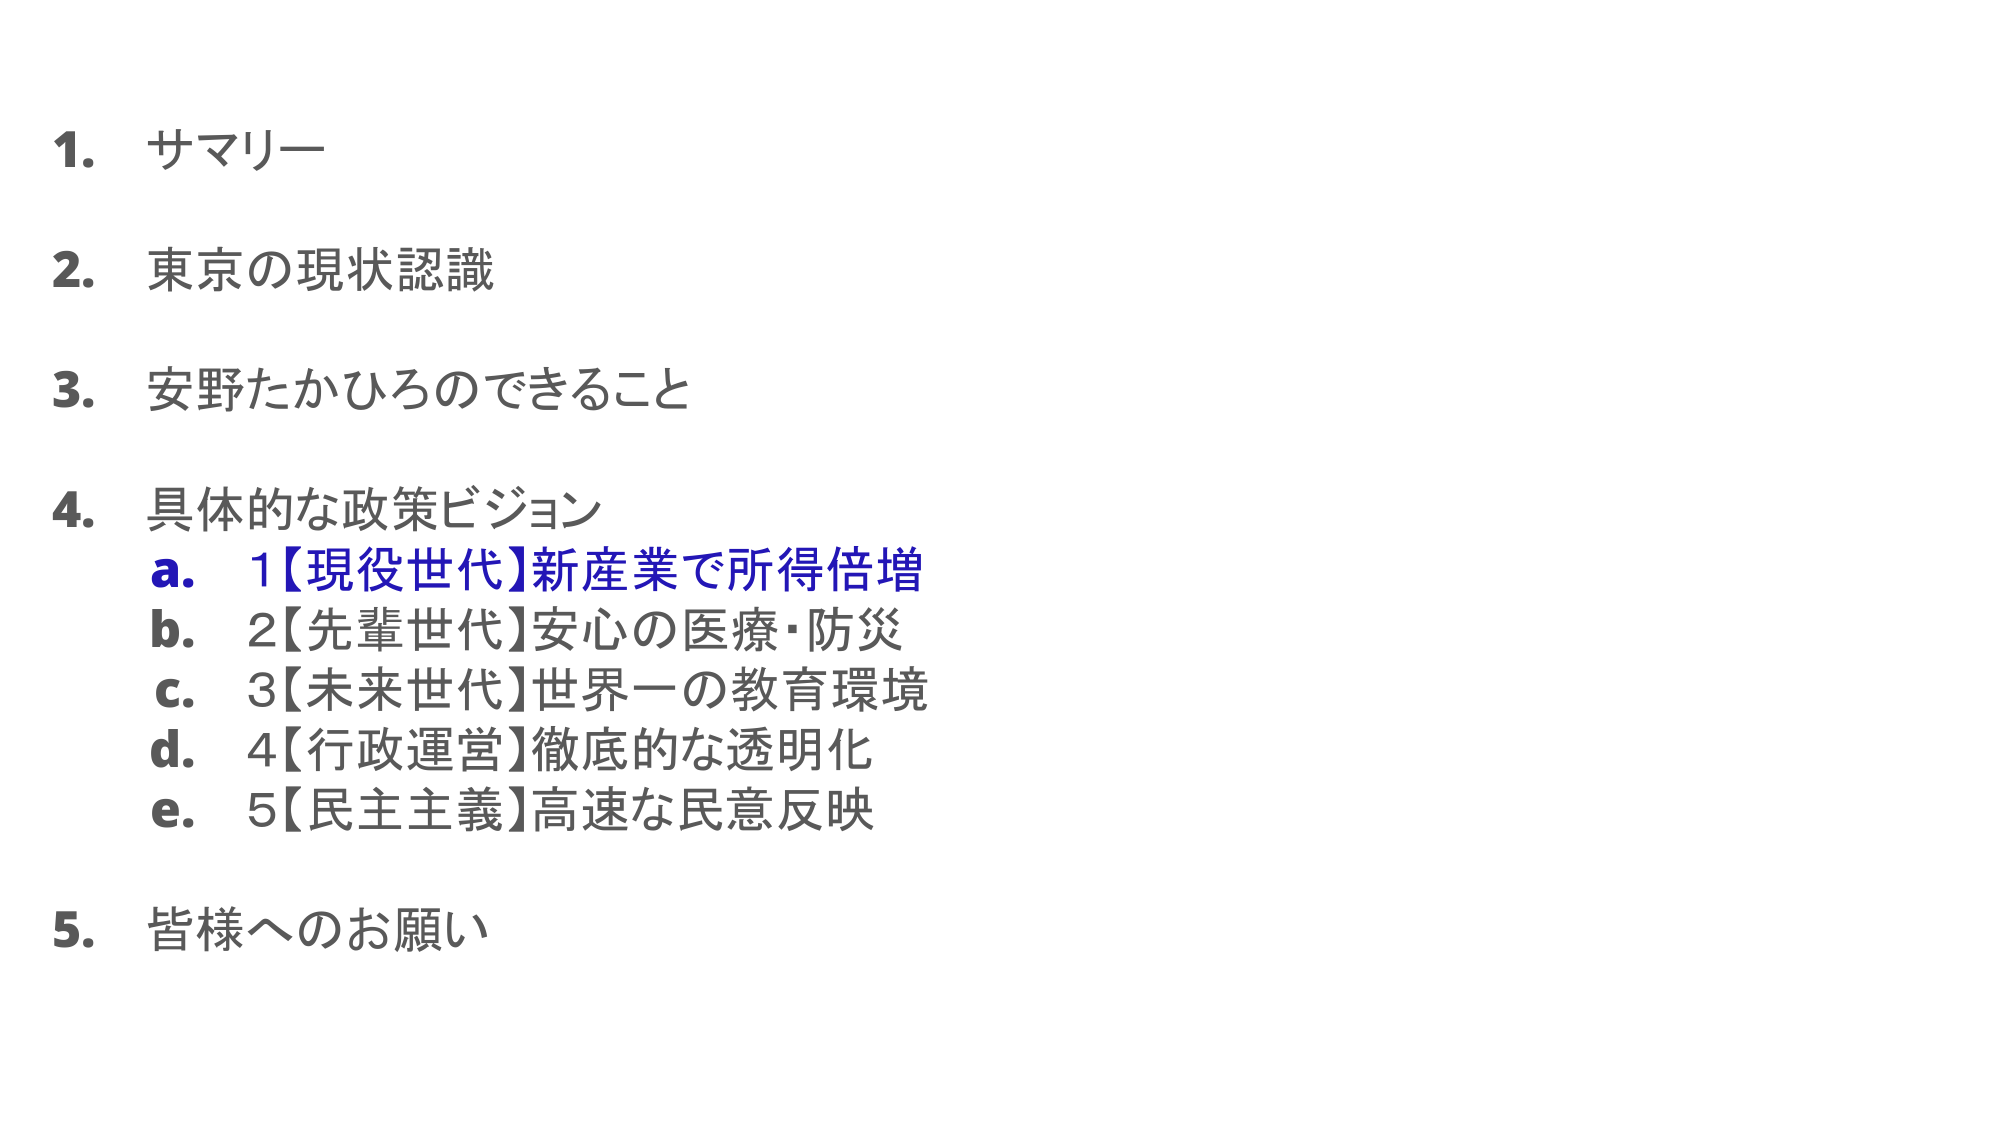 1. サマリー
2. 東京の現状認識
3. 安野たかひろのできること
4. 具体的な政策ビジョン
a. 1【現役世代】新産業で所得倍増
b. 2【先輩世代】安心の医療・防災
c. 3【未来世代】世界一の教育環境
d. 4【行政運営】徹底的な透明化
e. 5【民主主義】高速な民意反映
5. 皆様へのお願い